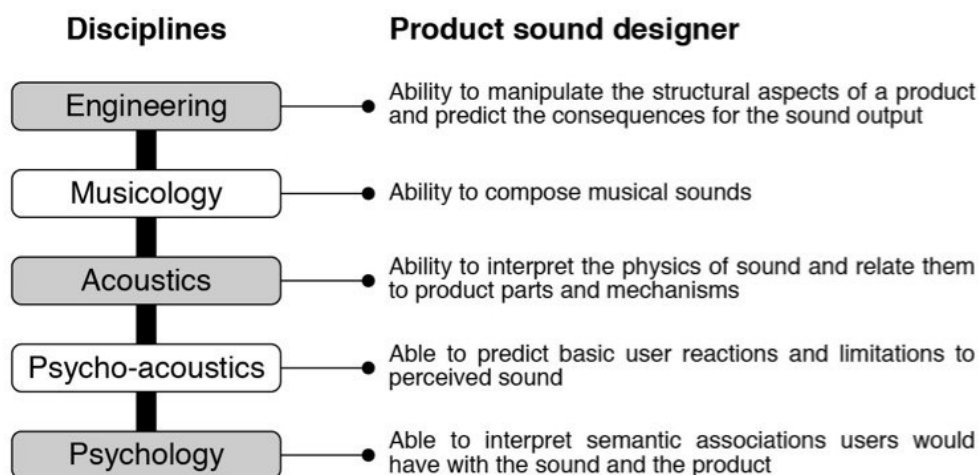 Disciplines
Product sound designer
Engineering
Ability to manipulate the structural aspects of a product
and predict the consequences for the sound output
Musicology
Ability to compose musical sounds
Acoustics
Ability to interpret the physics of sound and relate them
to product parts and mechanisms
Psycho-acoustics
Able to predict basic user reactions and limitations to
perceived sound
Psychology
Able to interpret semantic associations users would
have with the sound and the product